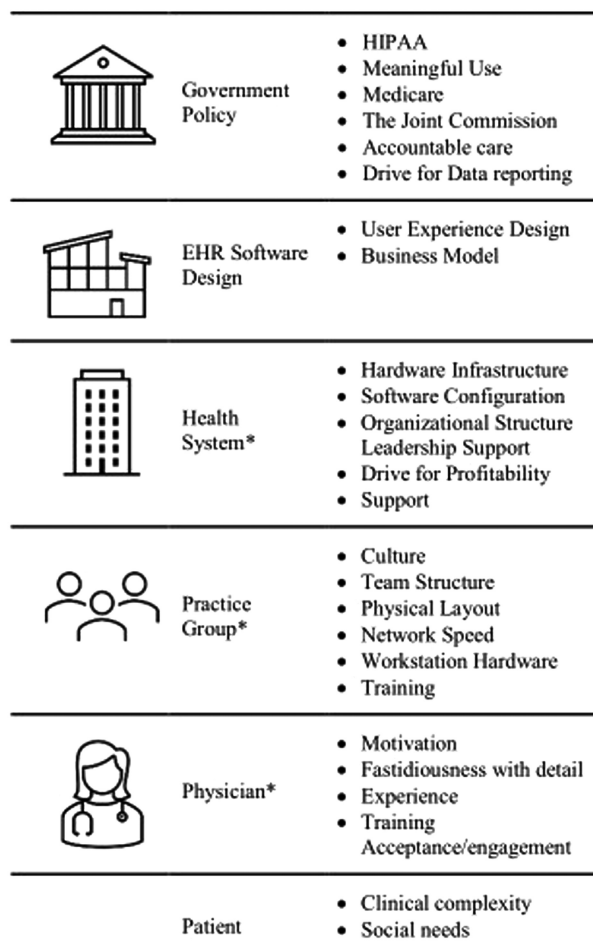 Government
Policy
• HIPAA
• Meaningful Use
• Medicare
• The Joint Commission
• Accountable care
• Drive for Data reporting
EHR Software
Design
• User Experience Design
• Business Model
Health
System*
• Hardware Infrastructure
• Software Configuration
• Organizational Structure
Leadership Support
• Drive for Profitability
• Support
Practice
Group*
• Culture
• Team Structure
• Physical Layout
• Network Speed
• Workstation Hardware
• Training
Physician*
• Motivation
• Fastidiousness with detail
• Experience
• Training
Acceptance/engagement
Patient
• Clinical complexity
• Social needs